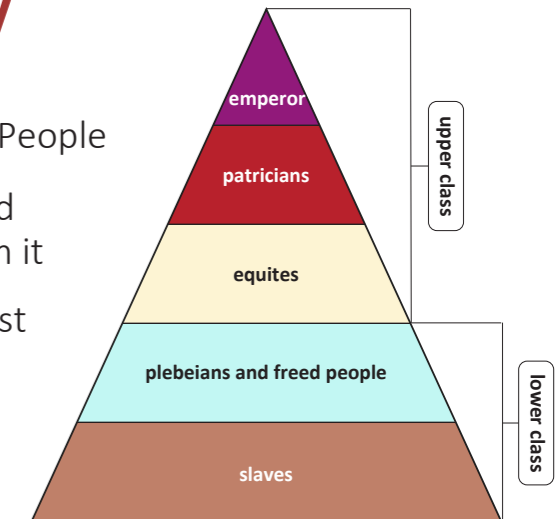 People
d
n it
st
emperor
patricians
equites
plebeians and freed people
slaves
upper class
lower class